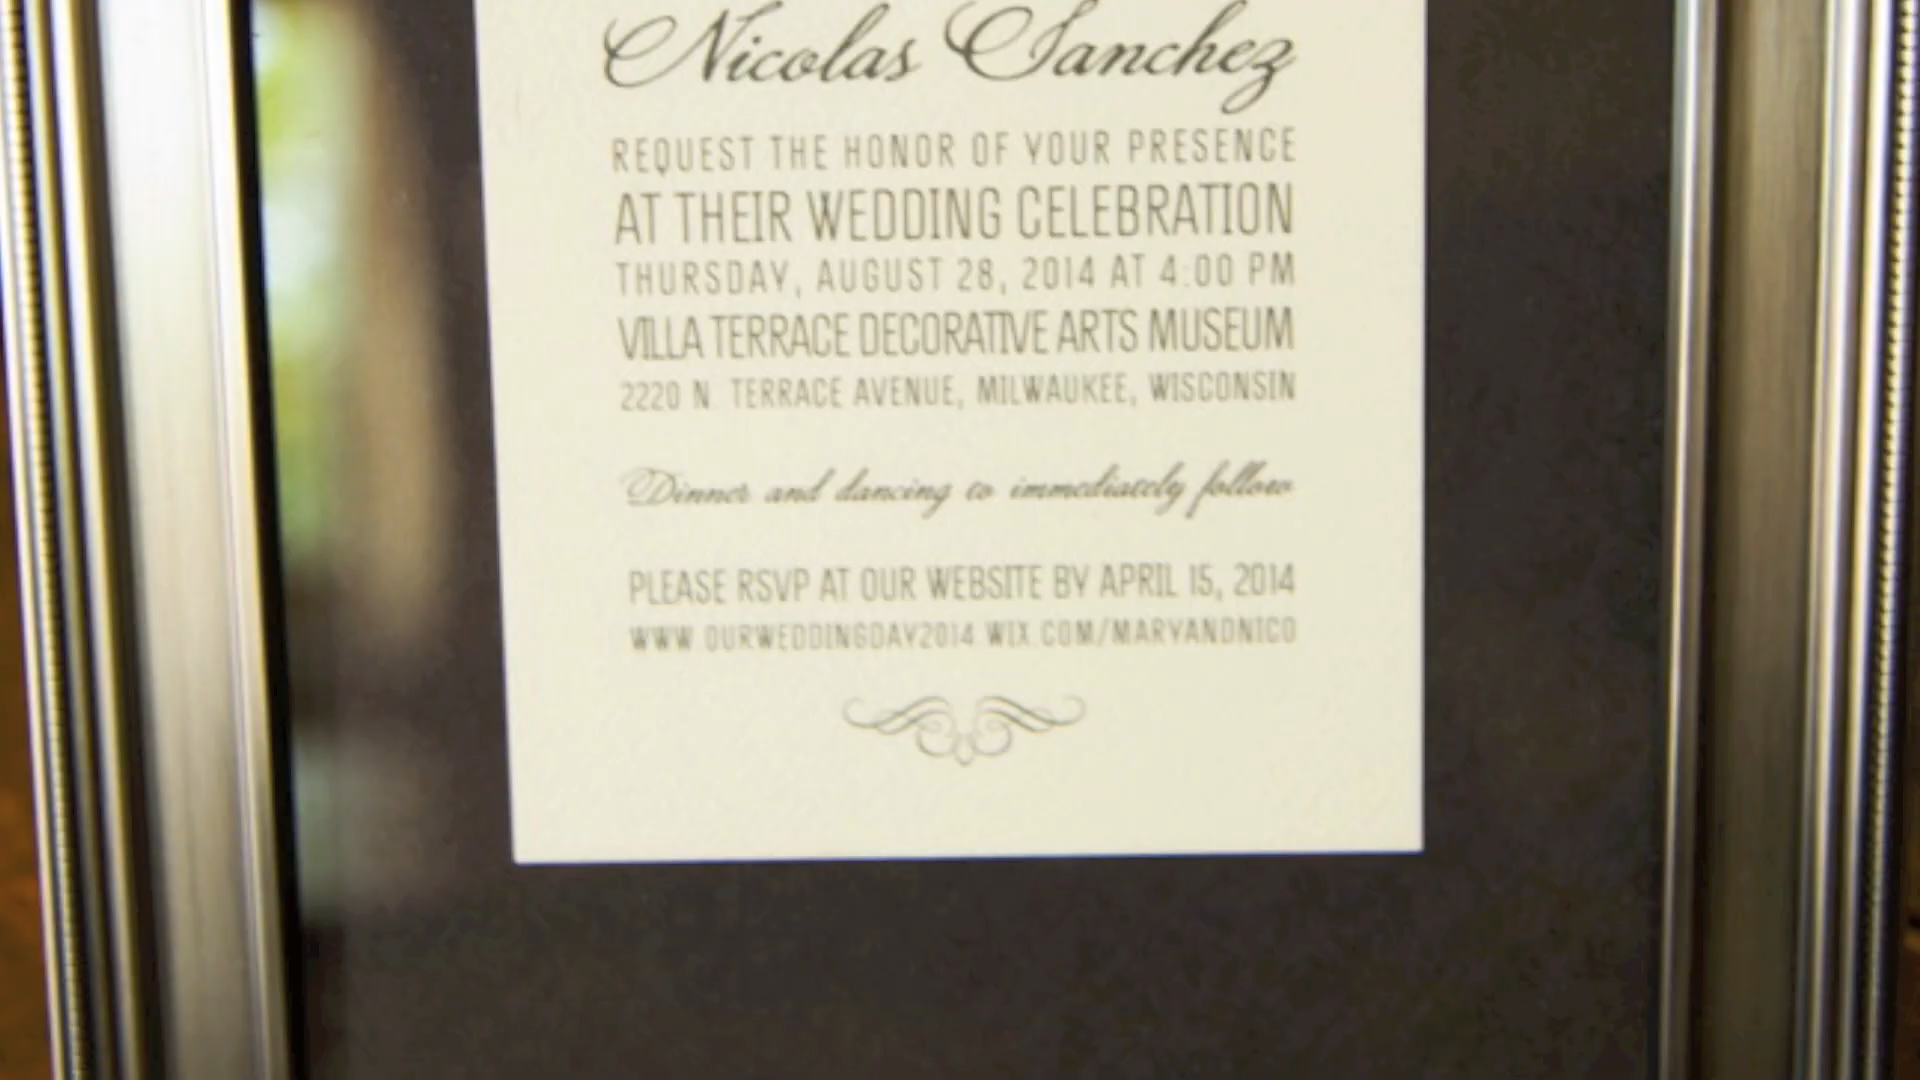 Nicolas Sanchez
REQUEST THE HONOR OF YOUR PRESENCE
AT THEIR WEDDING CELEBRATION
THURSDAY, AUGUST 28, 2014 AT 4:00 PM
VILLA TERRACE DECORATIVE ARTS MUSEUM
2220 N. TERRACE AVENUE, MILWAUKEE, WISCONSIN
Dinner and dancing to immediately follow
PLEASE RSVP AT OUR WEBSITE BY APRIL 15, 2014
WWW.OURWEDDINGDAY2014.WIX.COM/MARYANDNICO